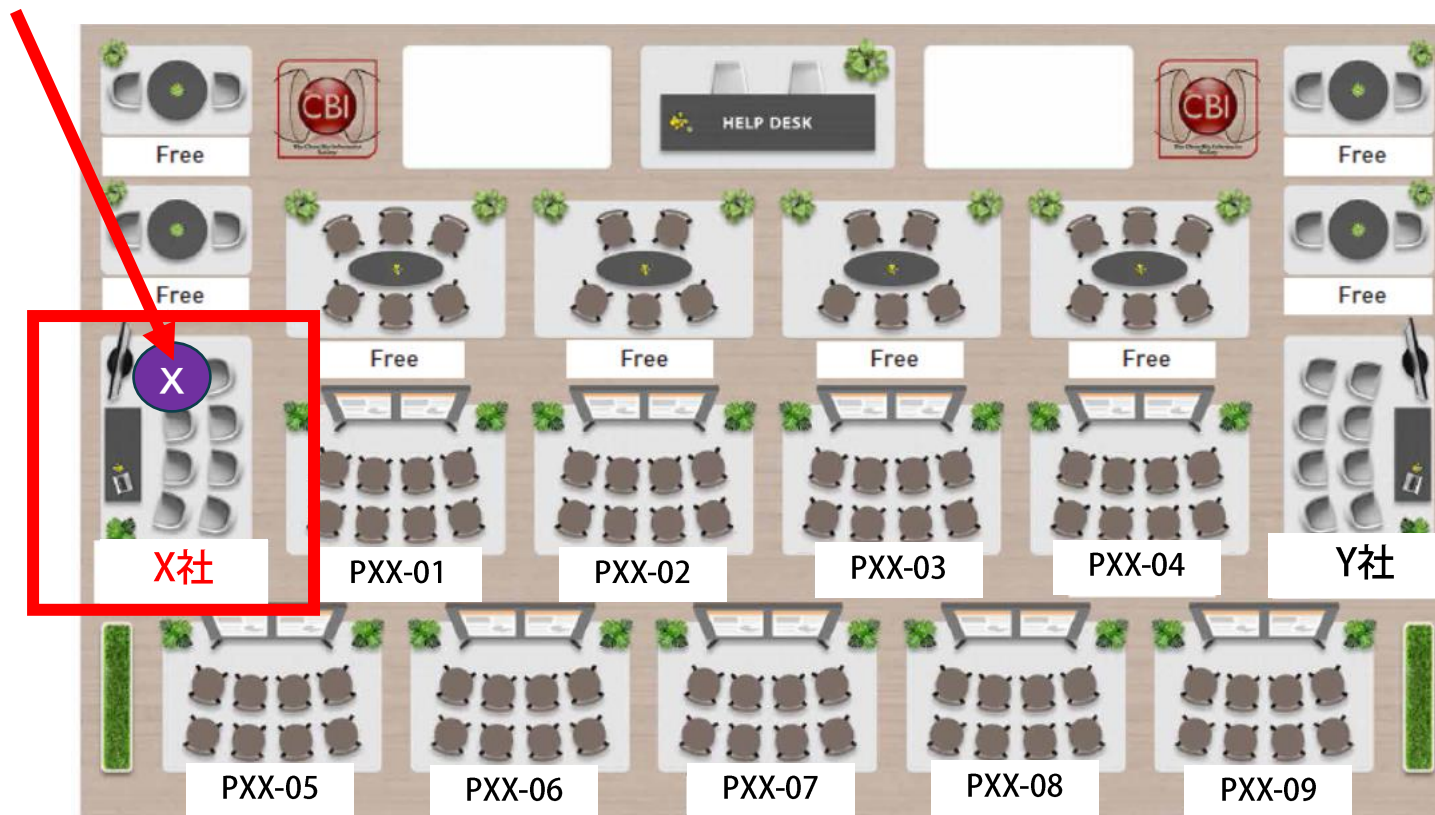 CBI
HELP DESK
CBI
Free
Free
Free
Free
X
Free
Free
Free
Free
X社
PXX-01
PXX-02
PXX-03
PXX-04
Y社
PXX-05
PXX-06
PXX-07
PXX-08
PXX-09